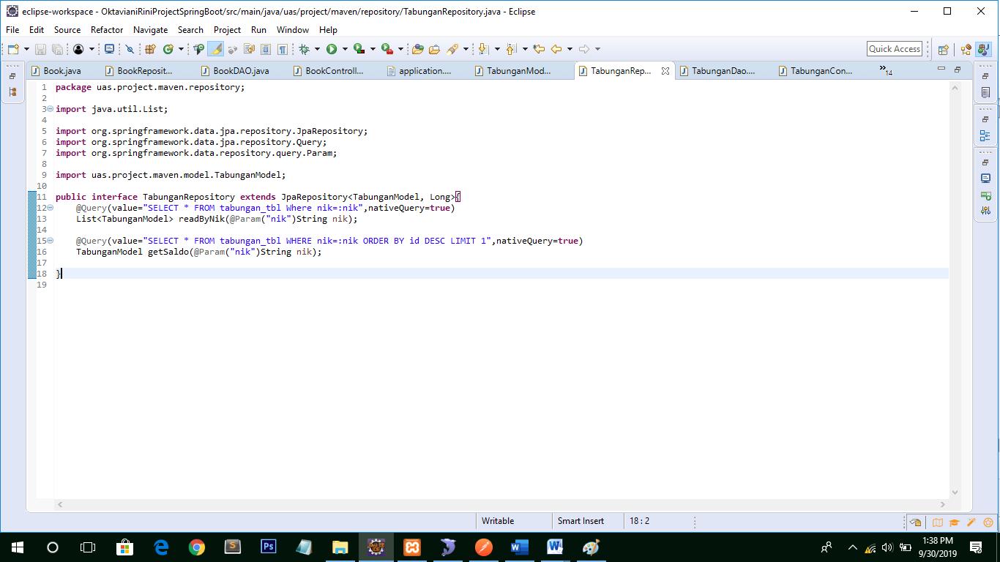 eclipse-workspace - OktavianiRiniProjectSpringBoot/src/main/java/uas/project/maven/repository/TabunganRepository.java - Eclipse
File Edit Source Refactor Navigate Search Project Run Window Help
Quick Access
Book.java BookReposit... BookDAO.java BookControll... application.... TabunganMod... TabunganRep... TabunganDao.... TabunganCon... »14
1 package uas.project.maven.repository;
2
3 import java.util.List;
4
5 import org.springframework.data.jpa.repository.JpaRepository;
6 import org.springframework.data.jpa.repository.Query;
7 import org.springframework.data.repository.query.Param;
8
9 import uas.project.maven.model.TabunganModel;
10
11 public interface TabunganRepository extends JpaRepository<TabunganModel, Long>{
12 @Query(value="SELECT * FROM tabungan_tbl Where nik=:nik",nativeQuery=true)
13 List<TabunganModel> readByNik(@Param("nik")String nik);
14
15 @Query(value="SELECT * FROM tabungan_tbl WHERE nik=:nik ORDER BY id DESC LIMIT 1",nativeQuery=true)
16 TabunganModel getSaldo(@Param("nik")String nik);
17
18 }
19
Writable Smart Insert 18 : 2
1:38 PM
9/30/2019